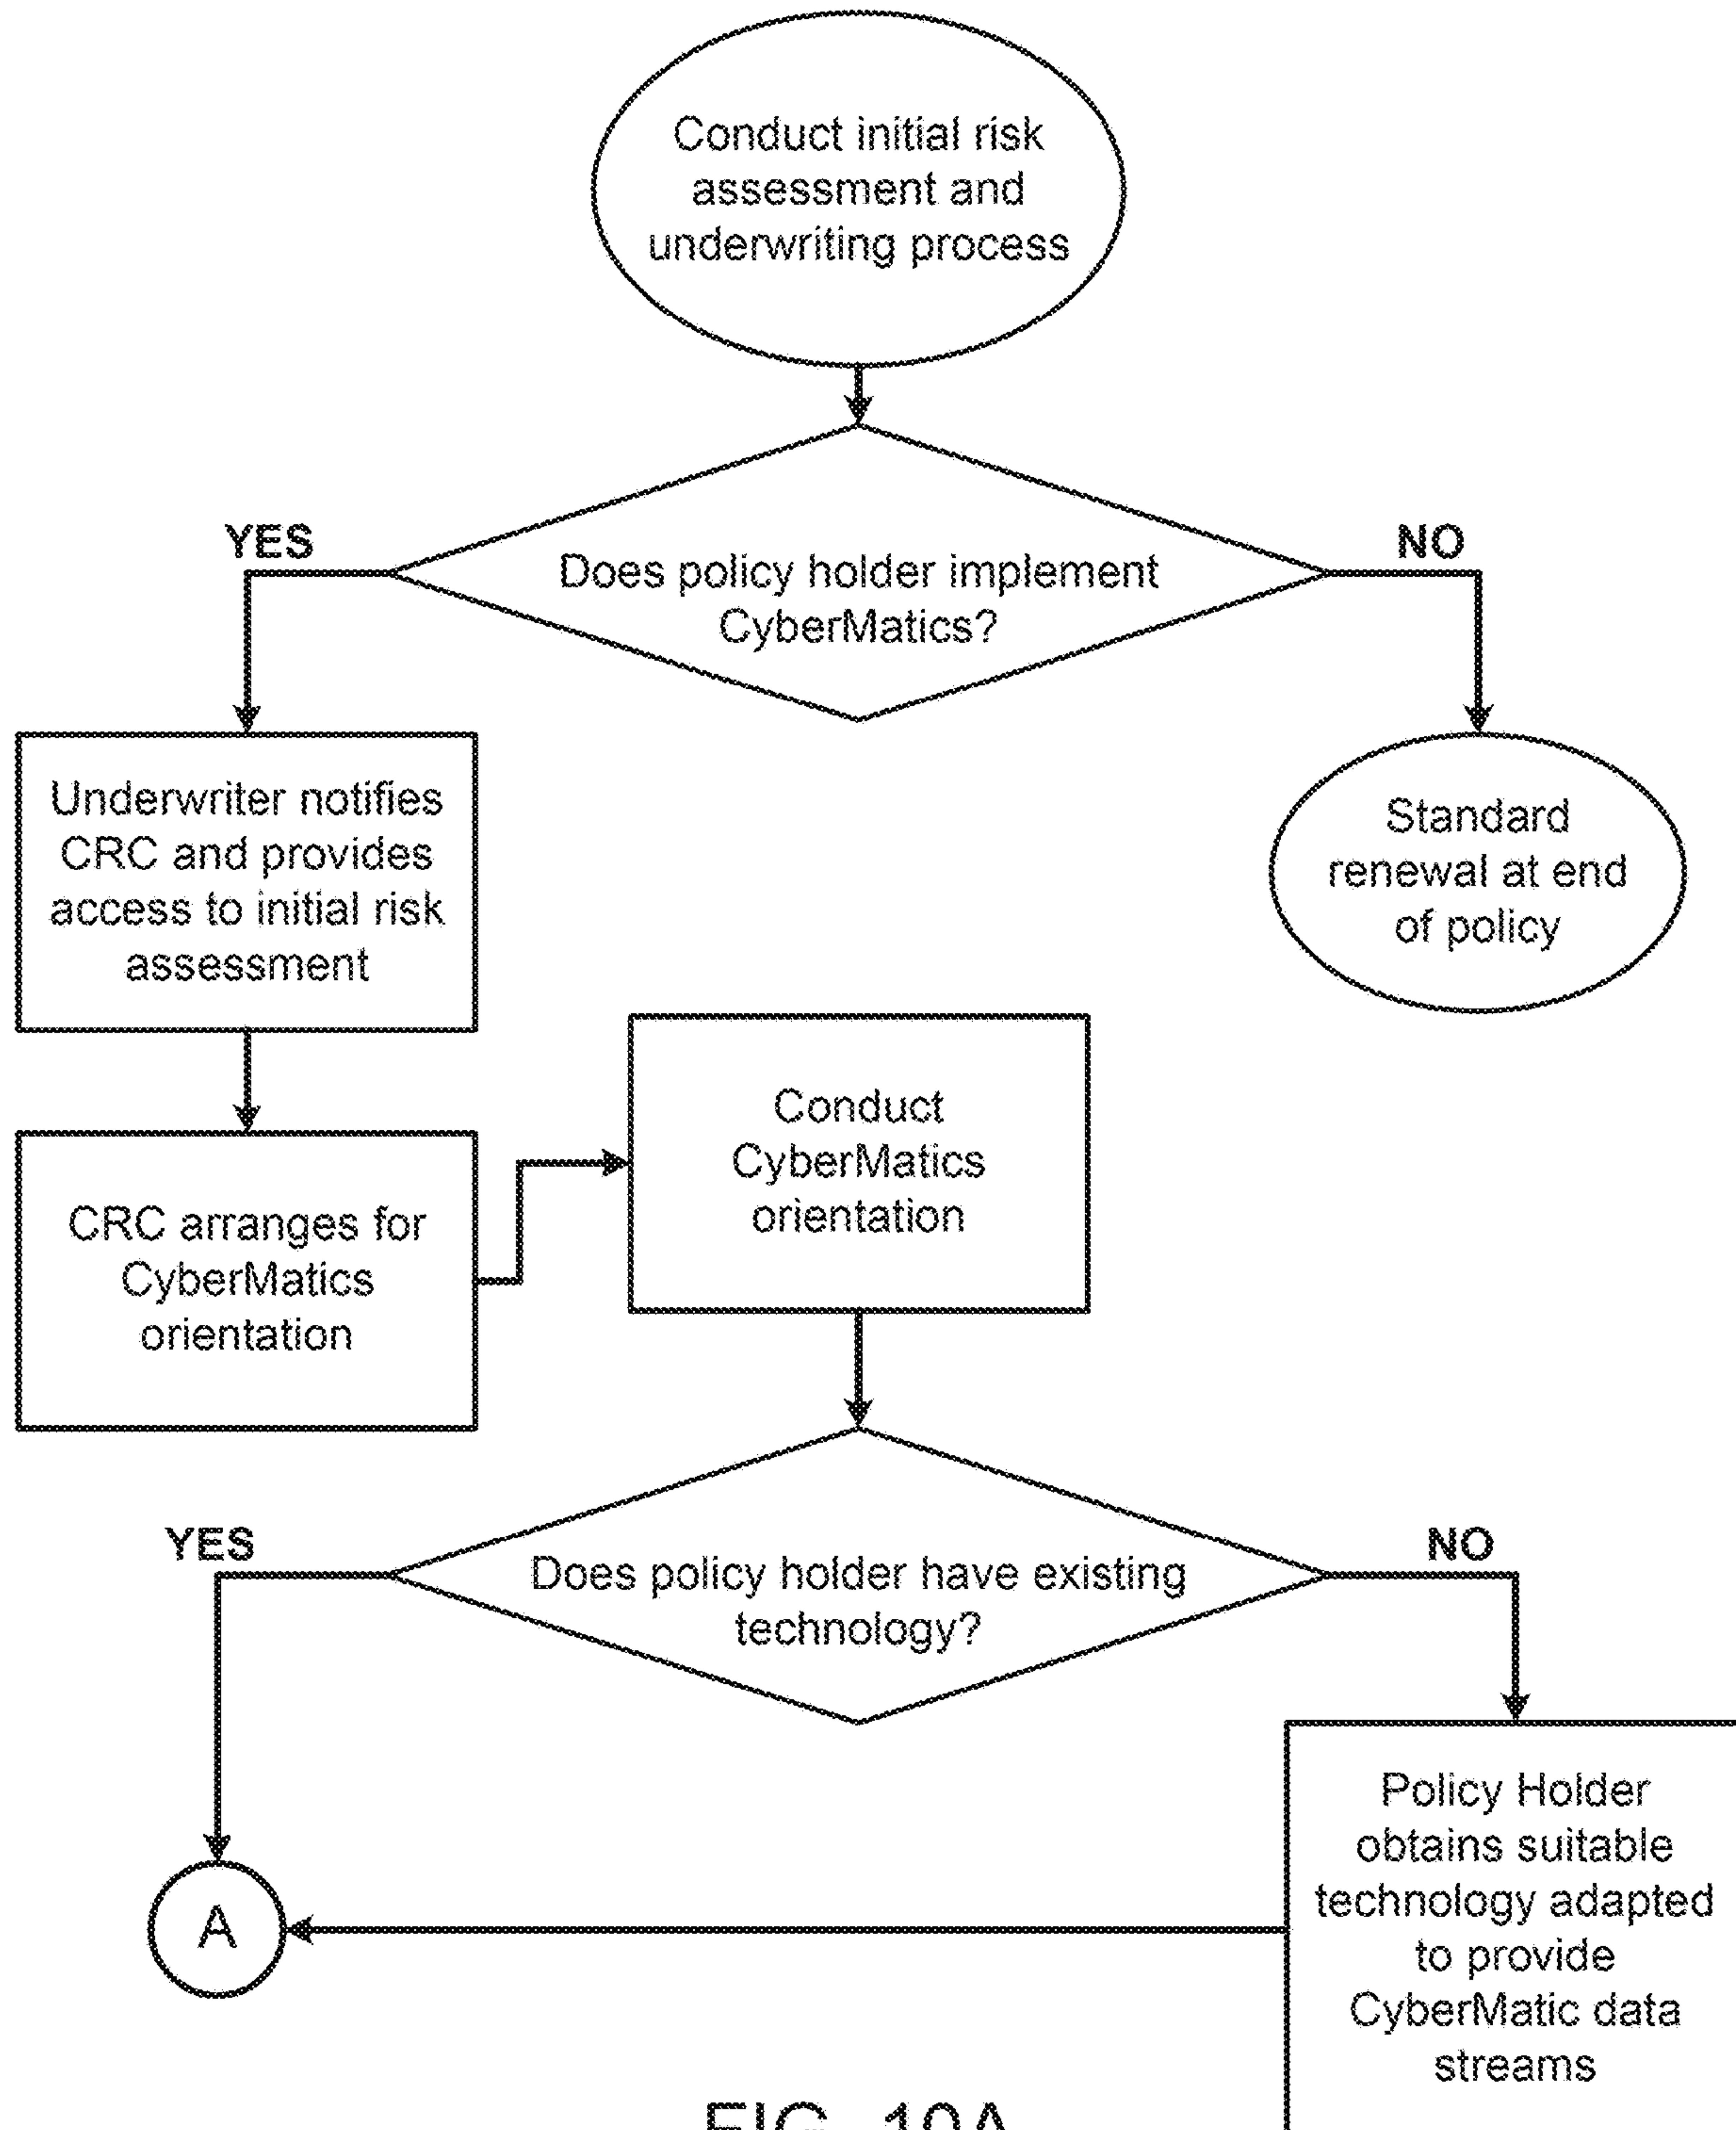 Conduct initial risk
assessment and
underwriting process
YES
NO
Does policy holder implement
CyberMatics?
Underwriter notifies
CRC and provides
access to initial risk
assessment
Standard
renewal at end
of policy
CRC arranges for
CyberMatics
orientation
Conduct
CyberMatics
orientation
YES
NO
Does policy holder have existing
technology?
A
Policy Holder
obtains suitable
technology adapted
to provide
CyberMatic data
streams
FIG. 10A